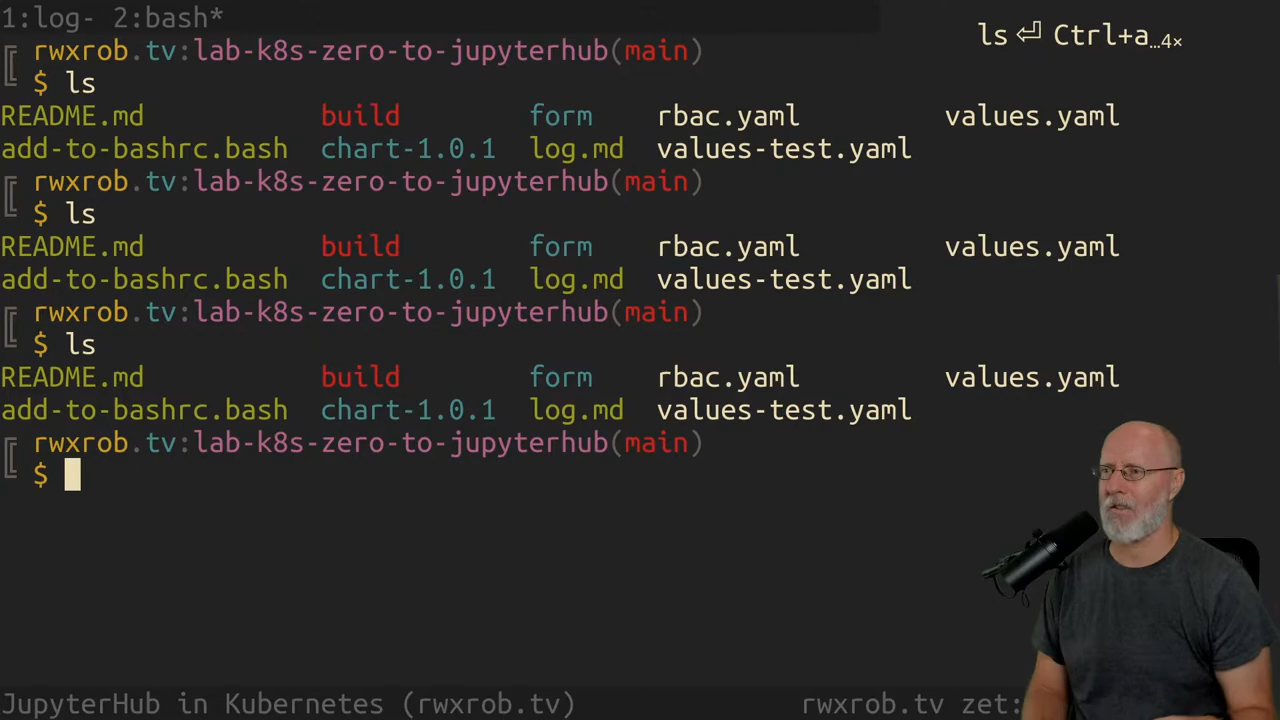 1:log- 2:bash*
ls⏎ Ctrl+a…4×
rwxrob.tv:lab-k8s-zero-to-jupyterhub(main)
$ ls
README.md build form rbac.yaml values.yaml
add-to-bashrc.bash chart-1.0.1 log.md values-test.yaml
rwxrob.tv:lab-k8s-zero-to-jupyterhub(main)
$ ls
README.md build form rbac.yaml values.yaml
add-to-bashrc.bash chart-1.0.1 log.md values-test.yaml
rwxrob.tv:lab-k8s-zero-to-jupyterhub(main)
$ ls
README.md build form rbac.yaml values.yaml
add-to-bashrc.bash chart-1.0.1 log.md values-test.yaml
rwxrob.tv:lab-k8s-zero-to-jupyterhub(main)
$
JupyterHub in Kubernetes (rwxrob.tv) rwxrob.tv zet: